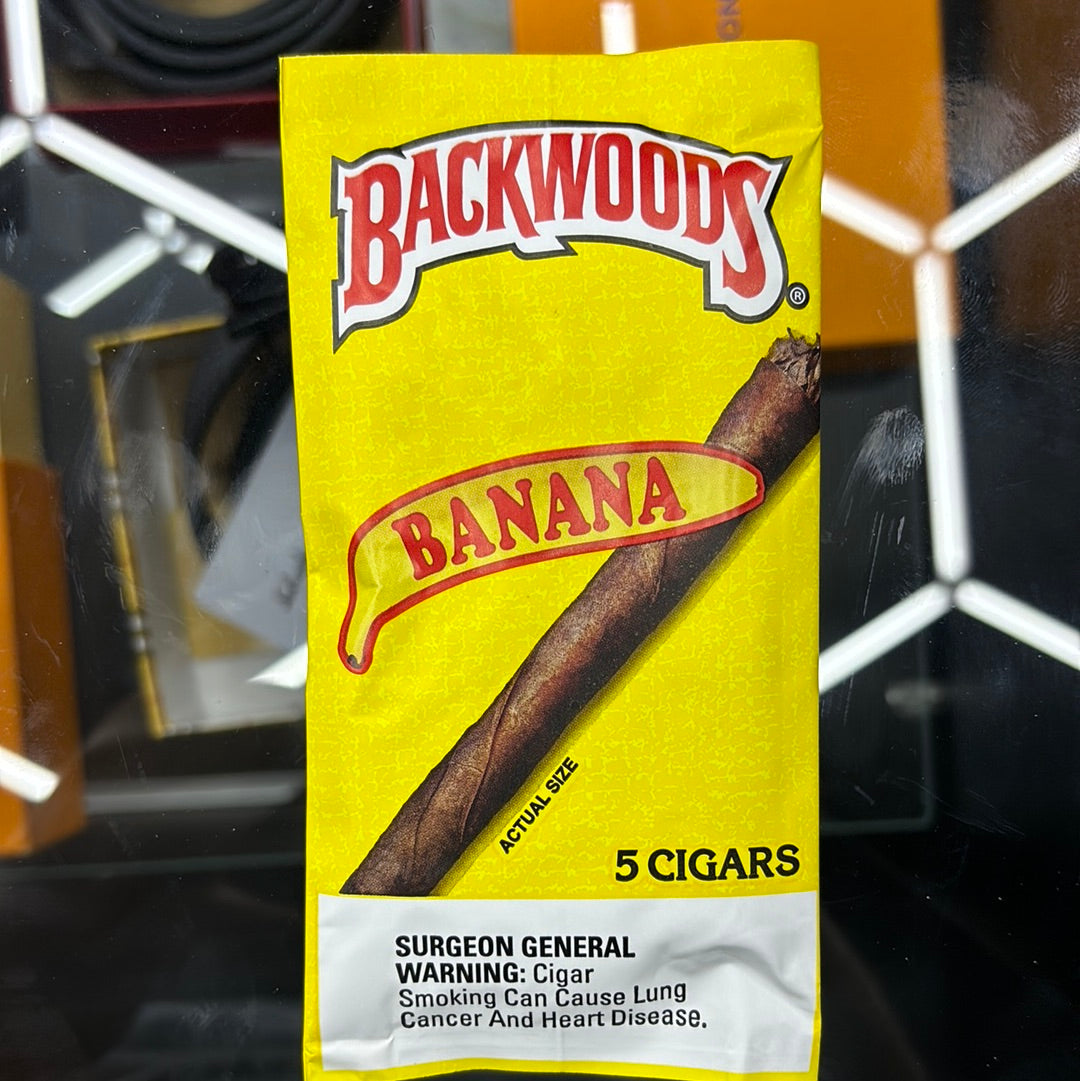 BACKWOODS®
BANANA
ACTUAL SIZE
5 CIGARS
SURGEON GENERAL
WARNING: Cigar
Smoking Can Cause Lung
Cancer And Heart Disease.